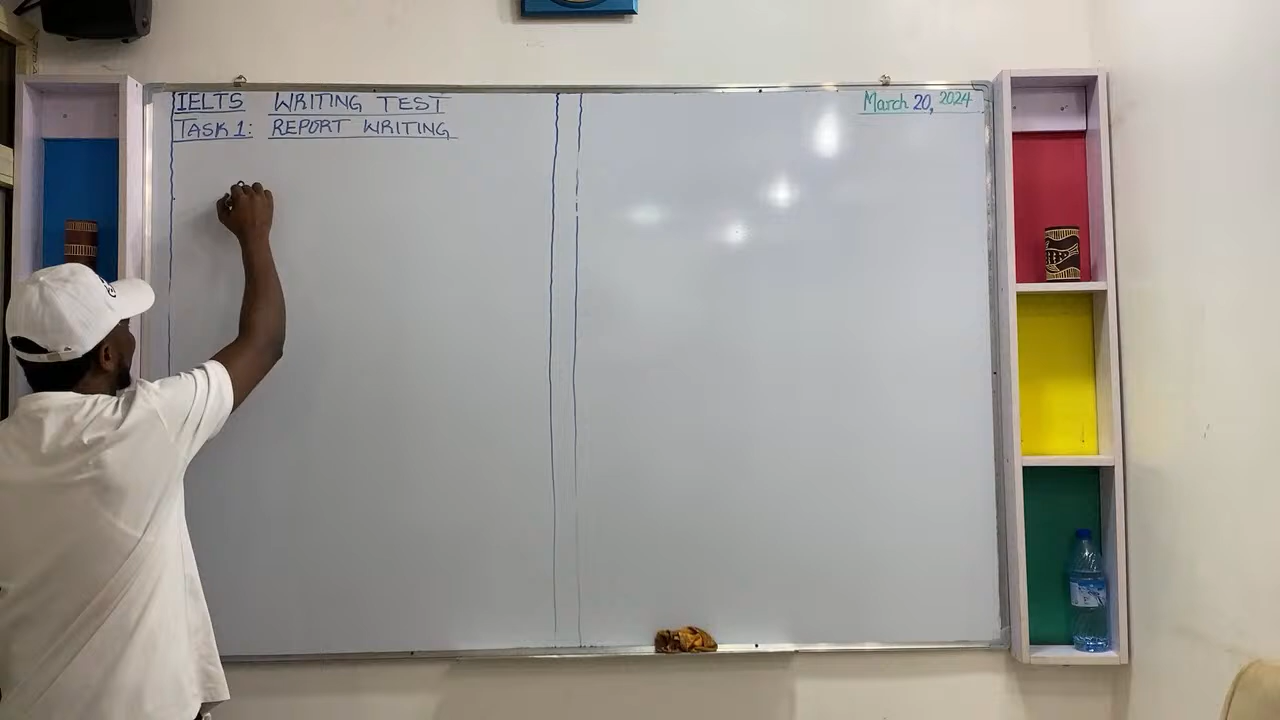 IELTS WRITING TEST
TASK 1: REPORT WRITING
March 20, 2024